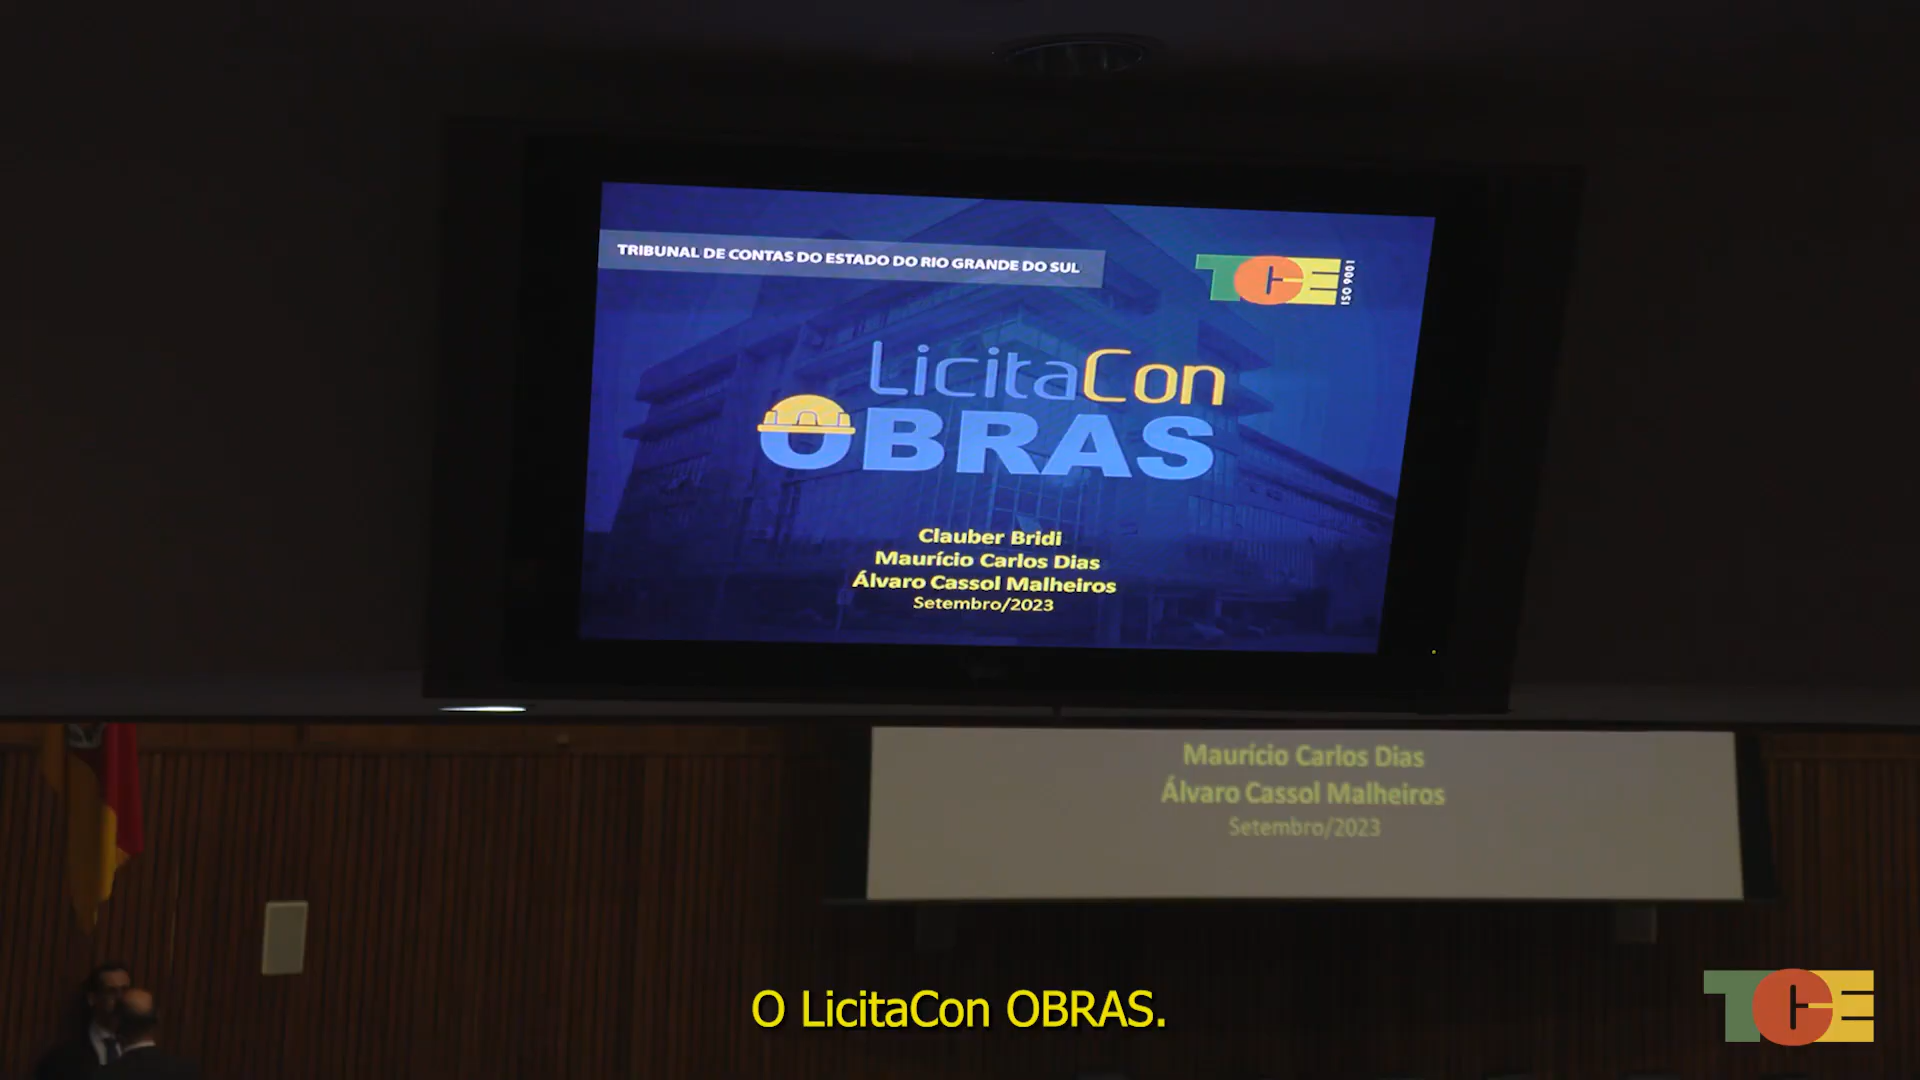 TRIBUNAL DE CONTAS DO ESTADO DO RIO GRANDE DO SUL
TCE
ISO 9001
LicitaCon
OBRAS
Clauber Bridi
Maurício Carlos Dias
Álvaro Cassol Malheiros
Setembro/2023
Maurício Carlos Dias
Álvaro Cassol Malheiros
Setembro/2023
O LicitaCon OBRAS.
TCE